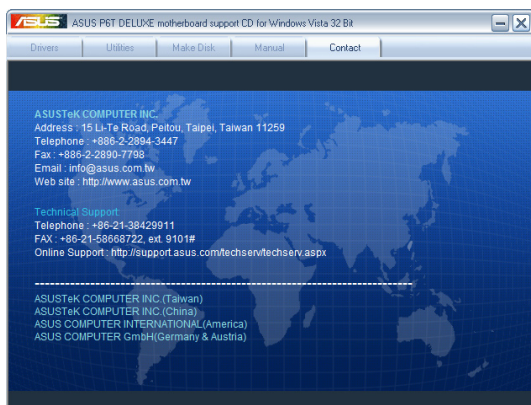 ASUS
ASUS P6T DELUXE motherboard support CD for Windows Vista 32 Bit
Drivers
Utilities
Make Disk
Manual
Contact
ASUSTeK COMPUTER INC.
Address : 15 Li-Te Road, Peitou, Taipei, Taiwan 11259
Telephone : +886-2-2894-3447
Fax : +886-2-2890-7798
Email : info@asus.com.tw
Web site : http://www.asus.com.tw
Technical Support:
Telephone : +86-21-38429911
FAX : +86-21-58668722, ext. 9101#
Online Support : http://support.asus.com/techserv/techserv.aspx
ASUSTeK COMPUTER INC.(Taiwan)
ASUSTeK COMPUTER INC.(China)
ASUS COMPUTER INTERNATIONAL(America)
ASUS COMPUTER GmbH(Germany & Austria)